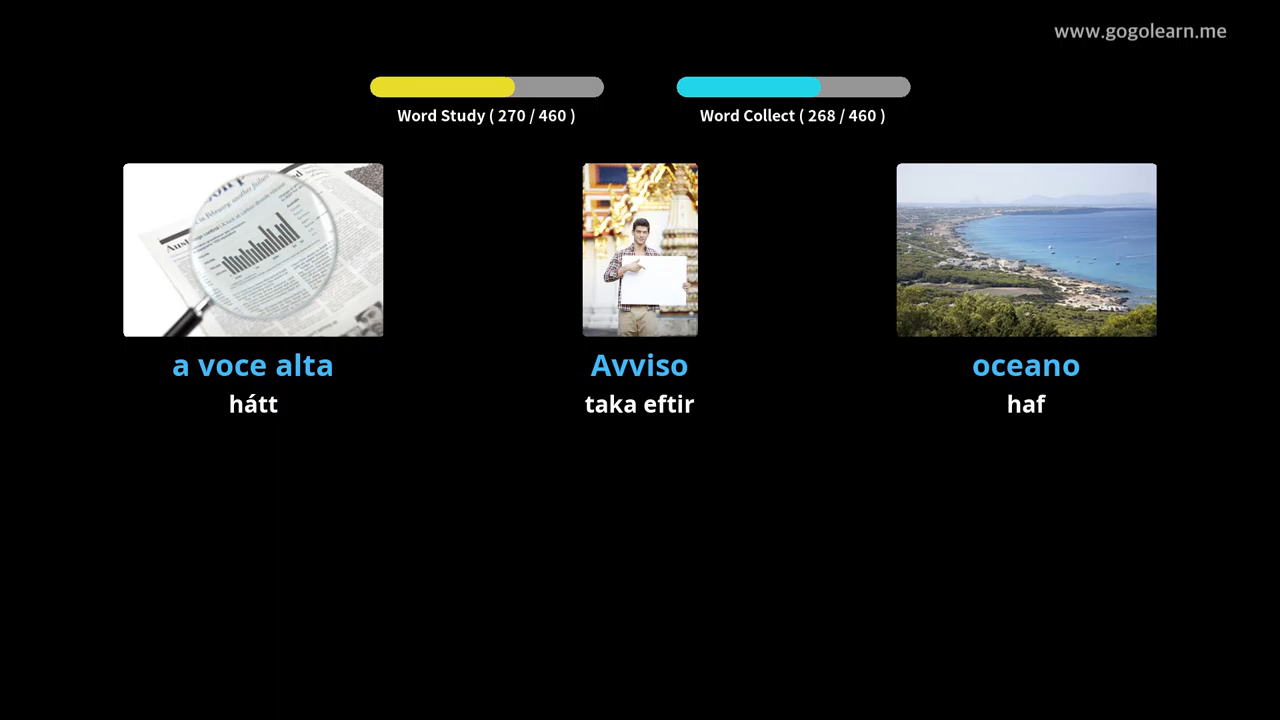 www.gogolearn.me
Word Study ( 270 / 460 )
Word Collect ( 268 / 460 )
a voce alta
Avviso
oceano
hátt
taka eftir
haf